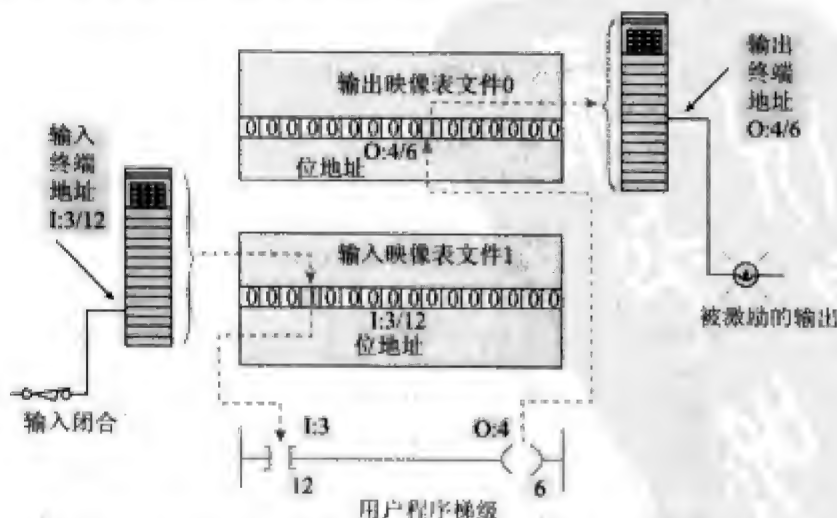 输入
终端
地址
I:3/12
输入闭合
输出映像表文件0
0 0 0 0 0 0 0 0 0 1 0 0 0 0 0 0
O:4/6
位地址
输入映像表文件1
0 0 0 1 0 0 0 0 0 0 0 0 0 0 0 0
I:3/12
位地址
I:3
O:4
12
6
用户程序梯级
输出
终端
地址
O:4/6
被激励的输出